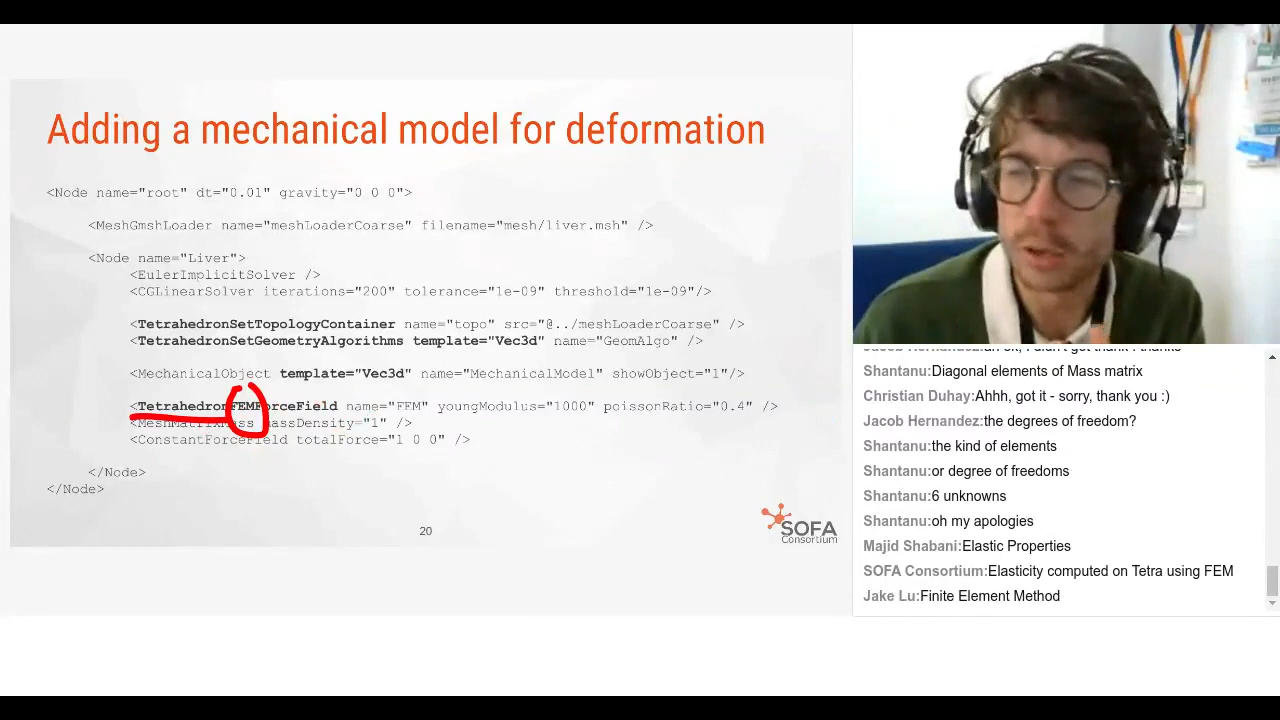 Adding a mechanical model for deformation
<Node name="root" dt="0.01" gravity="0 0 0">
<MeshGmshLoader name="meshLoaderCoarse" filename="mesh/liver.msh" />
<Node name="Liver">
<EulerImplicitSolver />
<CGLinearSolver iterations="200" tolerance="1e-09" threshold="1e-09"/>
<TetrahedronSetTopologyContainer name="topo" src="@../meshLoaderCoarse" />
<TetrahedronSetGeometryAlgorithms template="Vec3d" name="GeomAlgo" />
<MechanicalObject template="Vec3d" name="MechanicalModel" showObject="1"/>
<TetrahedronFEMForceField name="FEM" youngModulus="1000" poissonRatio="0.4" />
<MeshMatrixMass massDensity="1" />
<ConstantForceField totalForce="1 0 0" />
</Node>
</Node>
20
SOFA
Consortium
Shantanu:Diagonal elements of Mass matrix
Christian Duhay:Ahhh, got it - sorry, thank you :)
Jacob Hernandez:the degrees of freedom?
Shantanu:the kind of elements
Shantanu:or degree of freedoms
Shantanu:6 unknowns
Shantanu:oh my apologies
Majid Shabani:Elastic Properties
SOFA Consortium:Elasticity computed on Tetra using FEM
Jake Lu:Finite Element Method